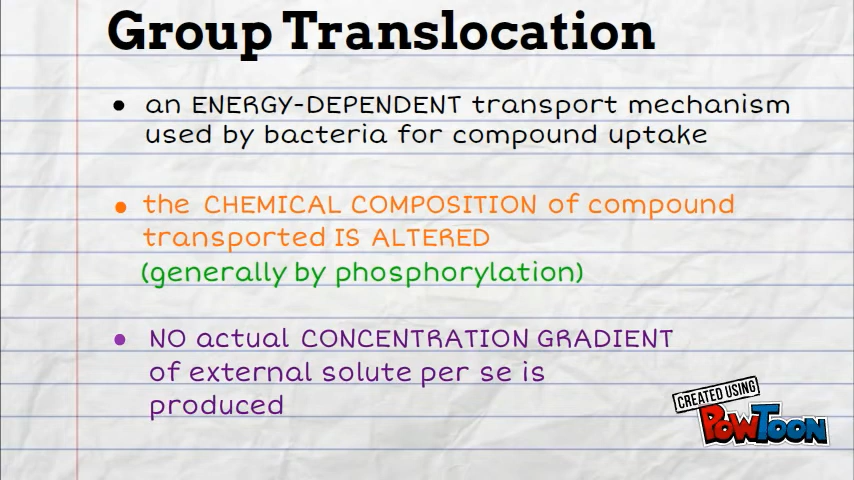 Group Translocation
• an ENERGY-DEPENDENT transport mechanism
used by bacteria for compound uptake
• the CHEMICAL COMPOSITION of compound
transported IS ALTERED
(generally by phosphorylation)
• NO actual CONCENTRATION GRADIENT
of external solute per se is
produced
CREATED USING
POWTOON